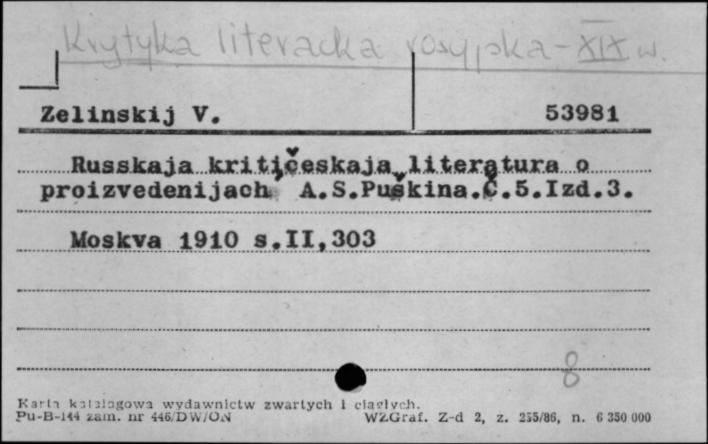 Krytyka literacka rosyjska - XIX w.
Zelinskij V. 53981
Russkaja kritičeskaja literatura o
proizvedenijach A.S.Puškina.Č.5.Izd.3.
Moskva 1910 s.II,303
8
Karta katalogowa wydawnictw zwartych i ciągłych.
Pu-B-144 zam. nr 446/DW/ON WZGraf. Z-d 2, z. 255/86, n. 6 350 000